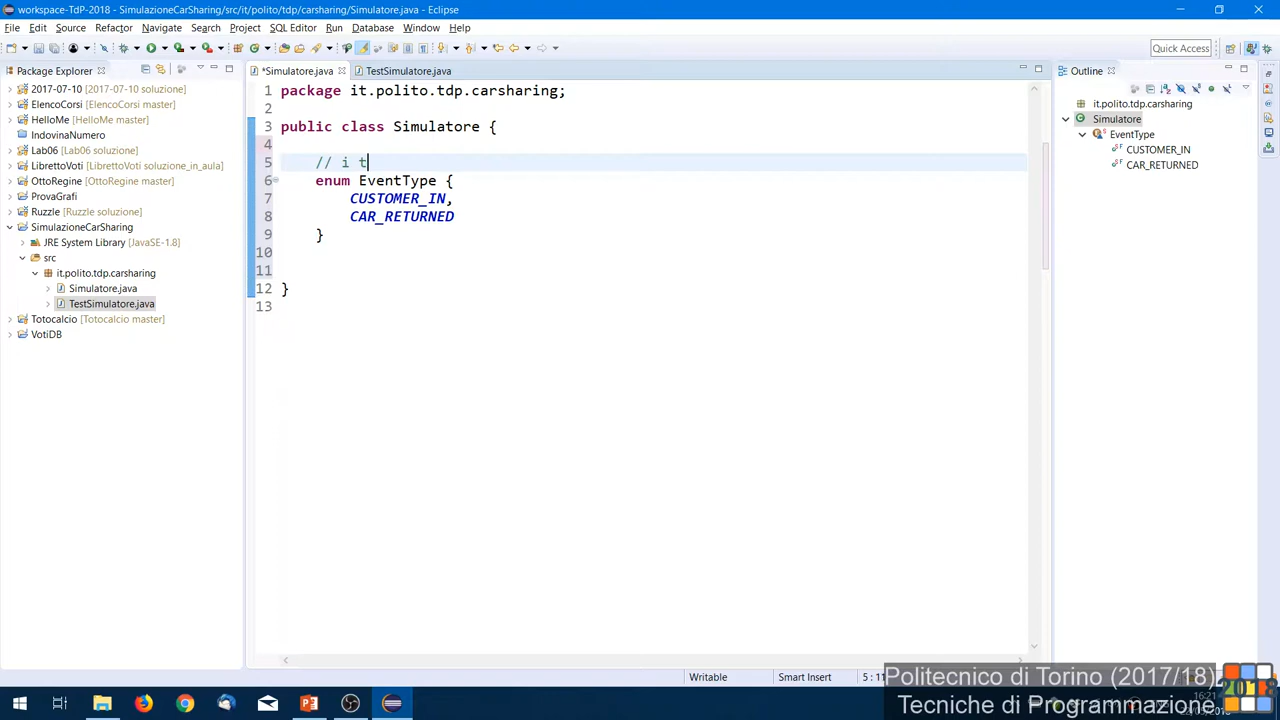 workspace-TdP-2018 - SimulazioneCarSharing/src/it/polito/tdp/carsharing/Simulatore.java - Eclipse
File Edit Source Refactor Navigate Search Project SQL Editor Run Database Window Help
Quick Access
Package Explorer
*Simulatore.java
TestSimulatore.java
Outline
2017-07-10 [2017-07-10 soluzione]
ElencoCorsi [ElencoCorsi master]
HelloMe [HelloMe master]
IndovinaNumero
Lab06 [Lab06 soluzione]
LibrettoVoti [LibrettoVoti soluzione_in_aula]
OttoRegine [OttoRegine master]
ProvaGrafi
Ruzzle [Ruzzle soluzione]
SimulazioneCarSharing
JRE System Library [JavaSE-1.8]
src
it.polito.tdp.carsharing
Simulatore.java
TestSimulatore.java
Totocalcio [Totocalcio master]
VotiDB
1 package it.polito.tdp.carsharing;
2
3 public class Simulatore {
4
5 // i t
6 enum EventType {
7 CUSTOMER_IN,
8 CAR_RETURNED
9 }
10
11
12 }
13
it.polito.tdp.carsharing
Simulatore
EventType
CUSTOMER_IN
CAR_RETURNED
Writable
Smart Insert
5 : 11
Politecnico di Torino (2017/18)
Tecniche di Programmazione
2018
16:21